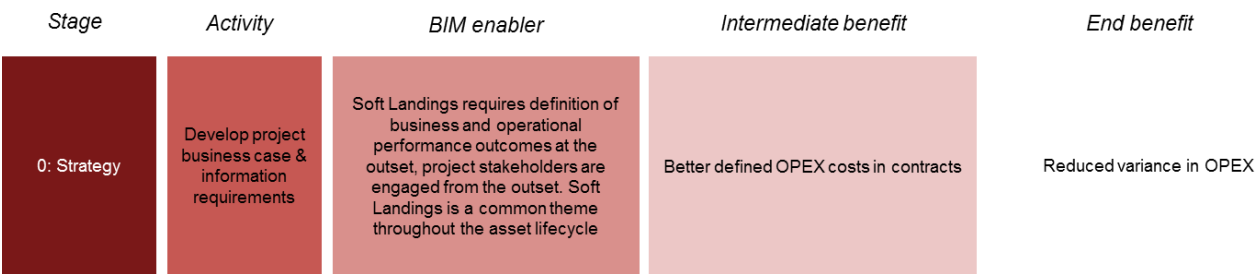 Stage
Activity
BIM enabler
Intermediate benefit
End benefit
0: Strategy
Develop project
business case &
information
requirements
Soft Landings requires definition of
business and operational
performance outcomes at the
outset, project stakeholders are
engaged from the outset. Soft
Landings is a common theme
throughout the asset lifecycle
Better defined OPEX costs in contracts
Reduced variance in OPEX